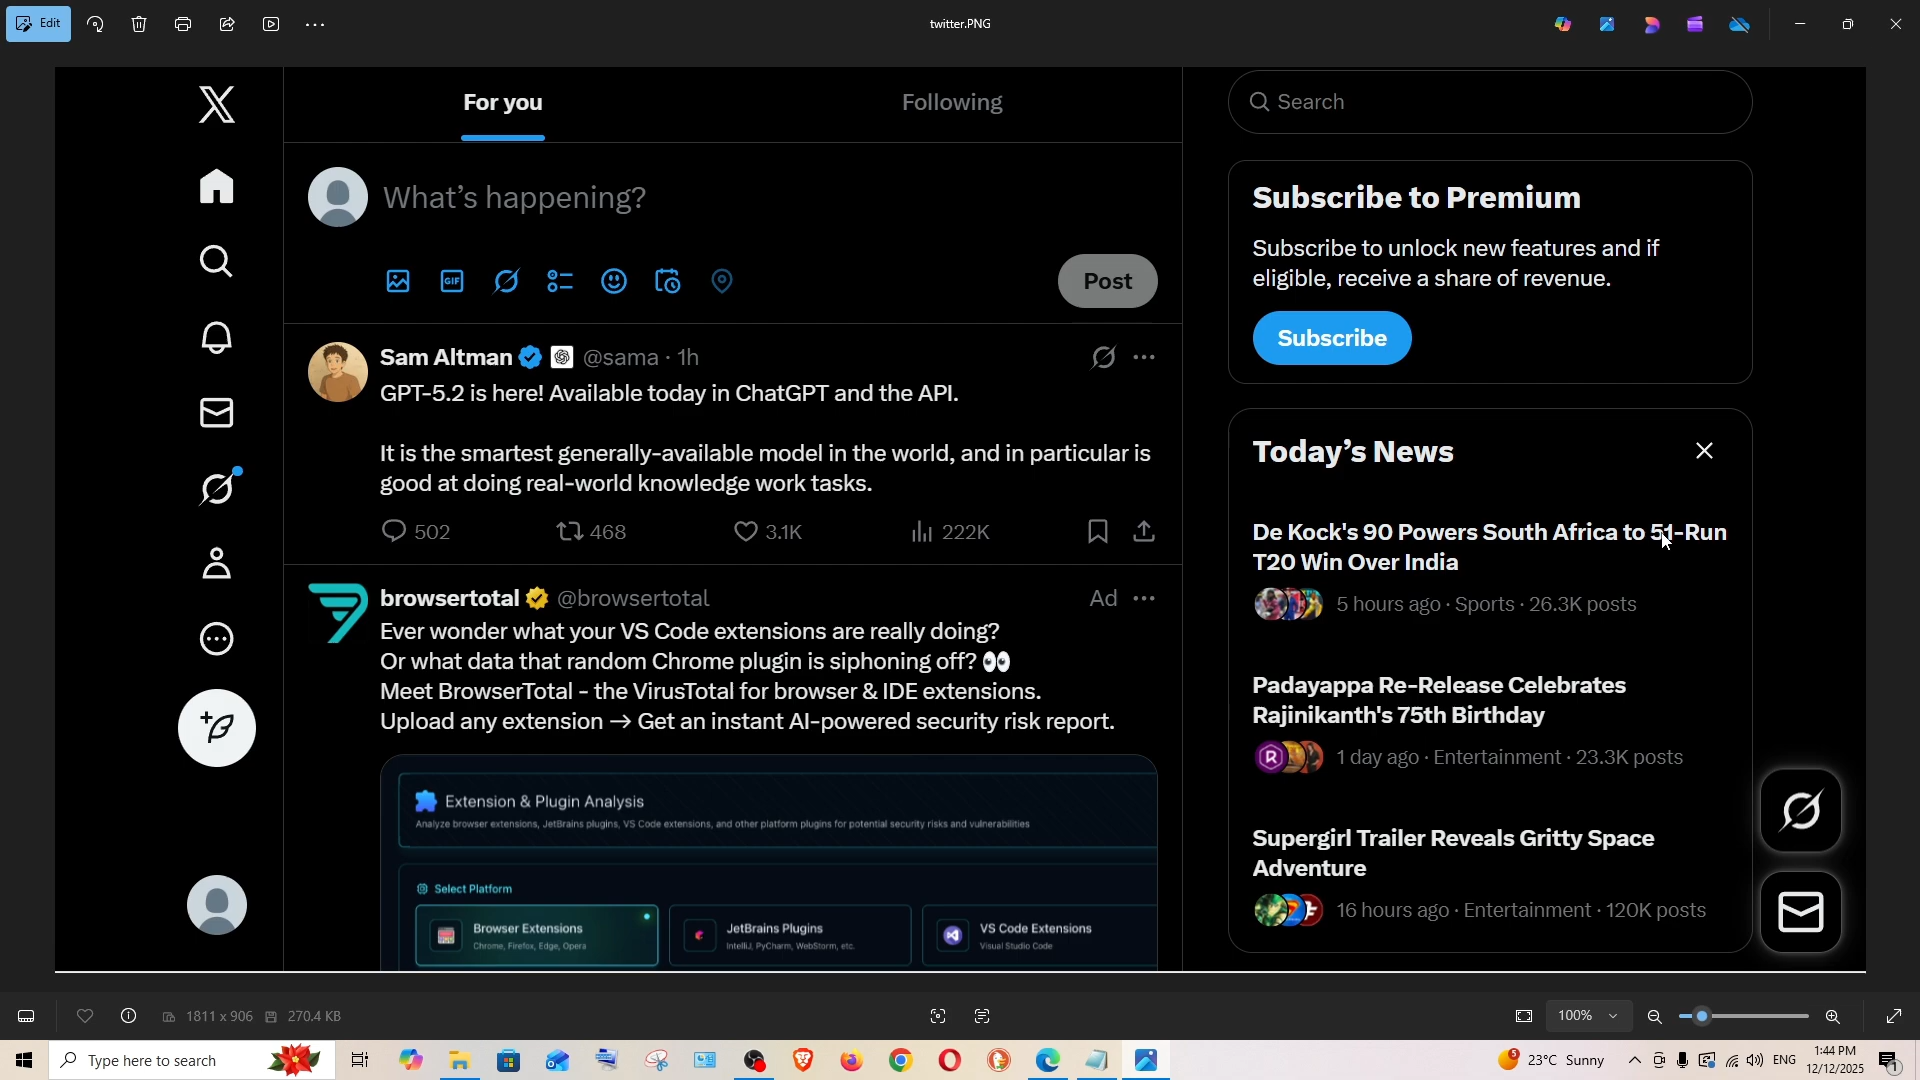 Edit
twitter.PNG
For you
Following
Search
What's happening?
GIF
Post
Subscribe to Premium
Subscribe to unlock new features and if
eligible, receive a share of revenue.
Subscribe
Sam Altman @sama · 1h
GPT-5.2 is here! Available today in ChatGPT and the API.
It is the smartest generally-available model in the world, and in particular is
good at doing real-world knowledge work tasks.
502 468 3.1K 222K
browsertotal @browsertotal Ad
Ever wonder what your VS Code extensions are really doing?
Or what data that random Chrome plugin is siphoning off? 👀
Meet BrowserTotal - the VirusTotal for browser & IDE extensions.
Upload any extension → Get an instant AI-powered security risk report.
Extension & Plugin Analysis
Analyze browser extensions, JetBrains plugins, VS Code extensions, and other platform plugins for potential security risks and vulnerabilities
Select Platform
Browser Extensions
Chrome, Firefox, Edge, Opera
JetBrains Plugins
IntelliJ, PyCharm, WebStorm, etc.
VS Code Extensions
Visual Studio Code
Today's News
De Kock's 90 Powers South Africa to 51-Run
T20 Win Over India
5 hours ago · Sports · 26.3K posts
Padayappa Re-Release Celebrates
Rajinikanth's 75th Birthday
1 day ago · Entertainment · 23.3K posts
Supergirl Trailer Reveals Gritty Space
Adventure
16 hours ago · Entertainment · 120K posts
1811 x 906 270.4 KB
100%
Type here to search
5 23°C Sunny
ENG
1:44 PM
12/12/2025
1